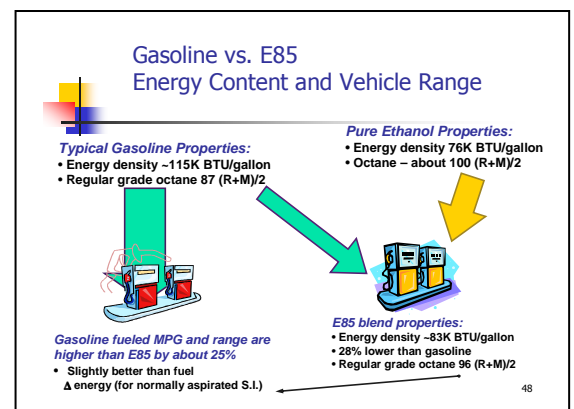 Gasoline vs. E85
Energy Content and Vehicle Range
Typical Gasoline Properties:
• Energy density ~115K BTU/gallon
• Regular grade octane 87 (R+M)/2
Pure Ethanol Properties:
• Energy density 76K BTU/gallon
• Octane – about 100 (R+M)/2
Gasoline fueled MPG and range are
higher than E85 by about 25%
• Slightly better than fuel
Δ energy (for normally aspirated S.I.)
E85 blend properties:
• Energy density ~83K BTU/gallon
• 28% lower than gasoline
• Regular grade octane 96 (R+M)/2
48